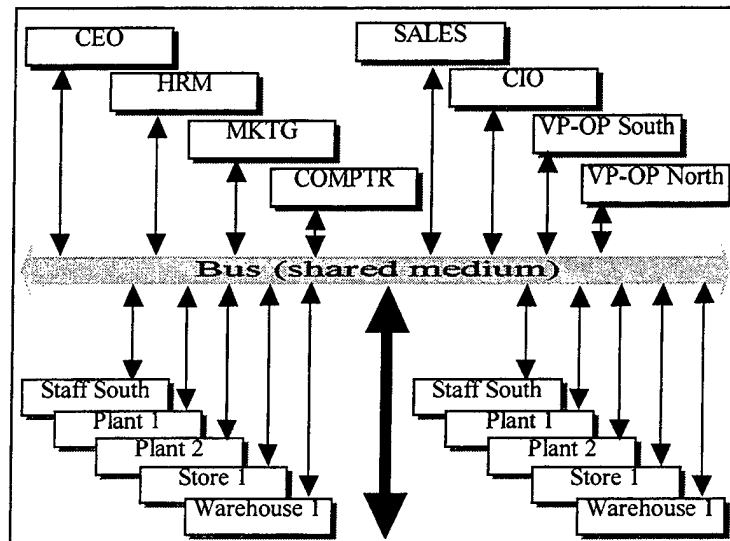 CEO
HRM
MKTG
COMPTR
SALES
CIO
VP-OP South
VP-OP North
Bus (shared medium)
Staff South
Plant 1
Plant 2
Store 1
Warehouse 1
Staff South
Plant 1
Plant 2
Store 1
Warehouse 1